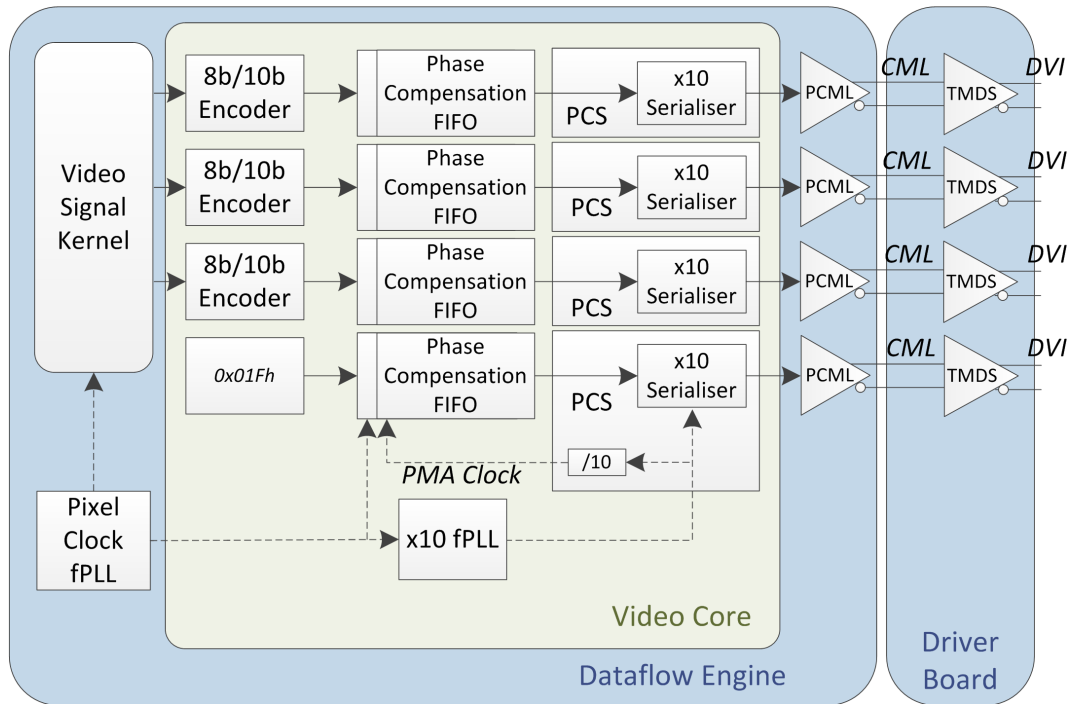 Video
Signal
Kernel
8b/10b
Encoder
Phase
Compensation
FIFO
PCS
x10
Serialiser
PCML
CML
TMDS
DVI
8b/10b
Encoder
Phase
Compensation
FIFO
PCS
x10
Serialiser
PCML
CML
TMDS
DVI
8b/10b
Encoder
Phase
Compensation
FIFO
PCS
x10
Serialiser
PCML
CML
TMDS
DVI
0x01Fh
Phase
Compensation
FIFO
PCS
x10
Serialiser
PCML
CML
TMDS
DVI
/10
PMA Clock
Pixel
Clock
fPLL
x10 fPLL
Video Core
Dataflow Engine
Driver
Board